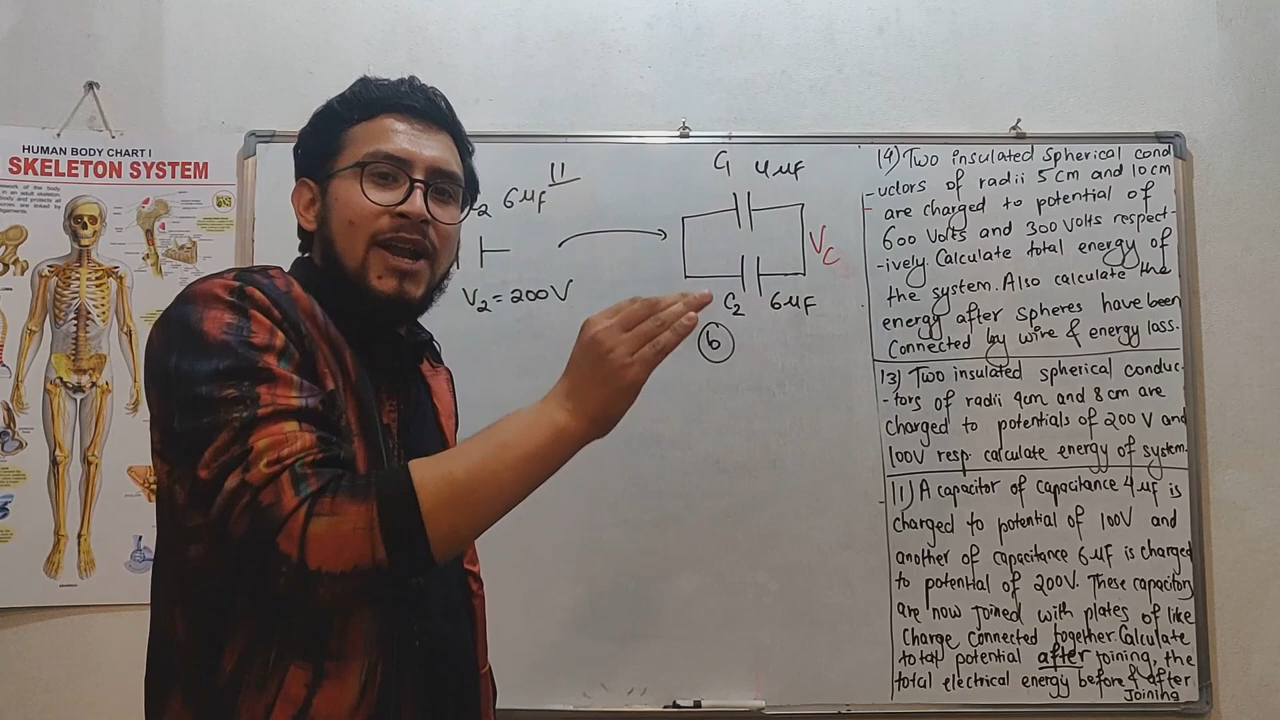 HUMAN BODY CHART I
SKELETON SYSTEM
11
2 6μF
V₂ = 200V
C₁ 4μF
V_C
C₂ 6μF
6
14) Two insulated spherical cond
-uctors of radii 5cm and 10cm
are charged to potential of
600 volts and 300 volts respect-
-ively. Calculate total energy of
the system. Also calculate the
energy after spheres have been
connected by wire & energy loss.
13) Two insulated spherical conduc-
-tors of radii 4cm and 8cm are
charged to potentials of 200 V and
100V resp. calculate energy of system.
11) A capacitor of capacitance 4μF is
charged to potential of 100V and
another of capacitance 6μF is charged
to potential of 200V. These capacitors
are now joined with plates of like
charge connected together. Calculate
total potential after joining, the
total electrical energy before & after
joining